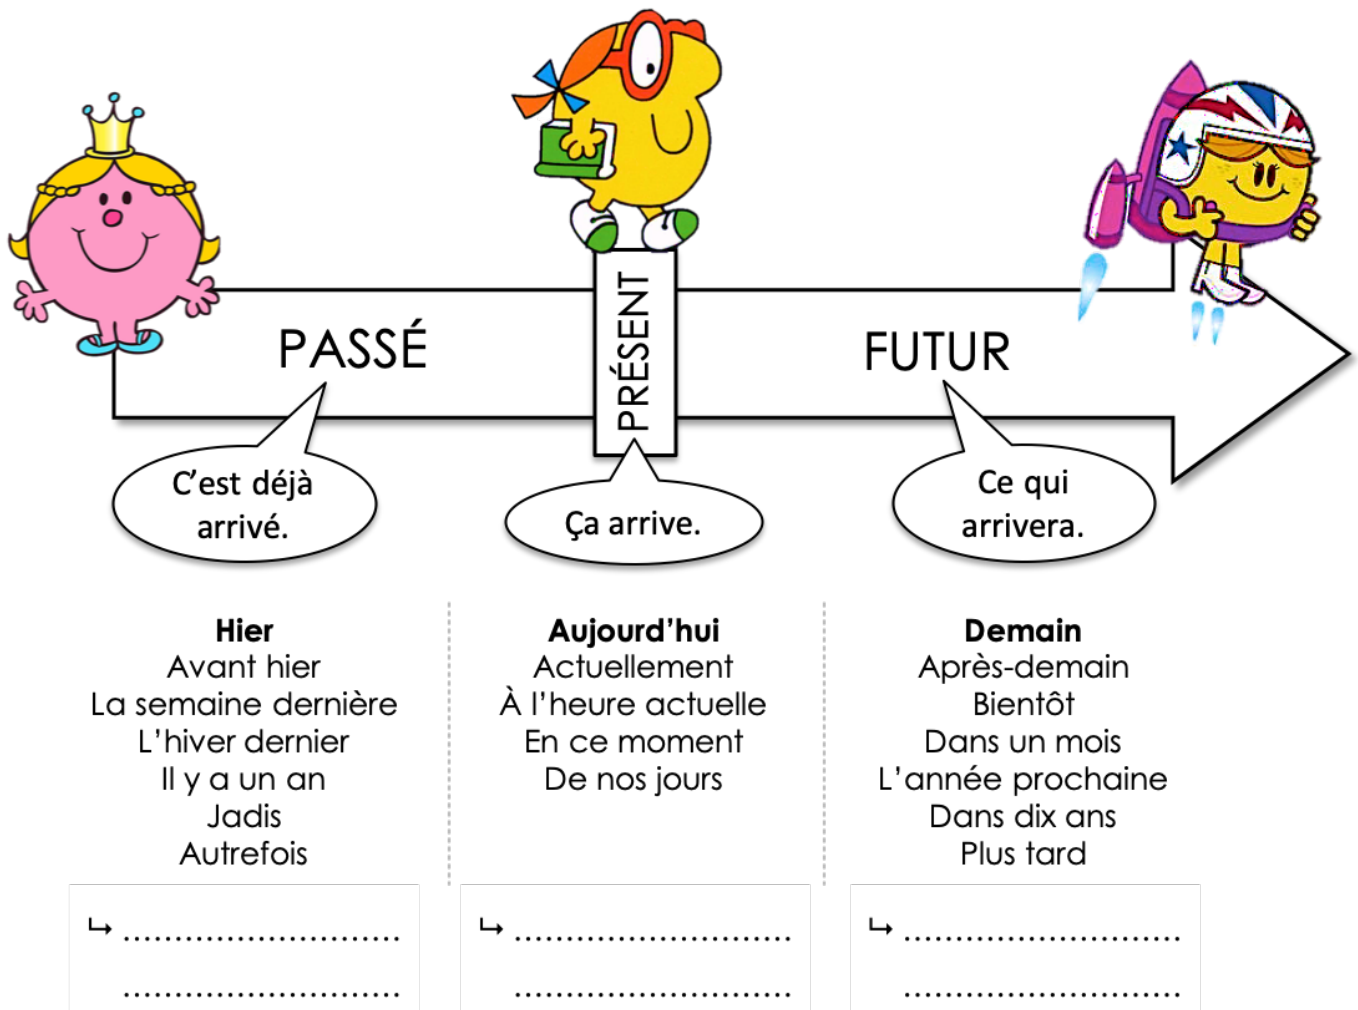 PASSÉ
PRÉSENT
FUTUR
C'est déjà
arrivé.
Ça arrive.
Ce qui
arrivera.
Hier
Avant hier
La semaine dernière
L'hiver dernier
Il y a un an
Jadis
Autrefois
Aujourd'hui
Actuellement
À l'heure actuelle
En ce moment
De nos jours
Demain
Après-demain
Bientôt
Dans un mois
L'année prochaine
Dans dix ans
Plus tard